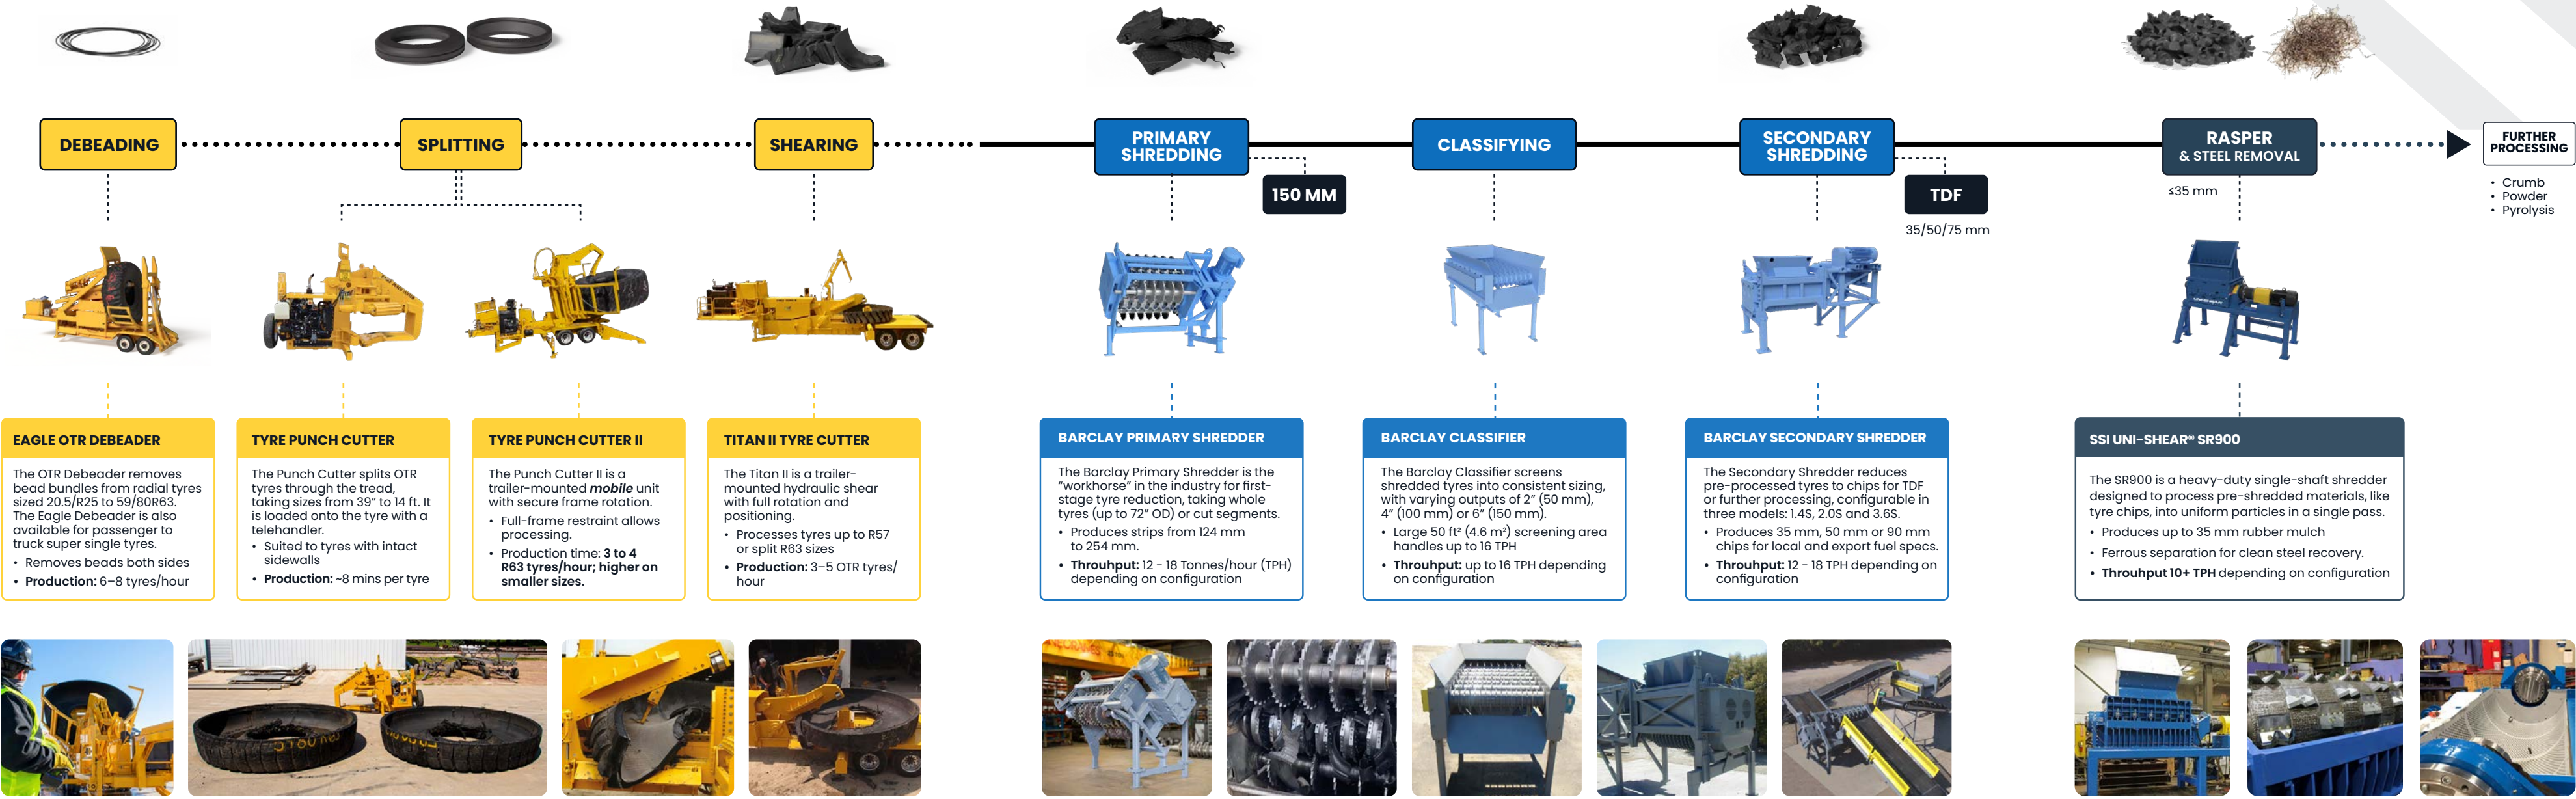 DEBEADING
SPLITTING
SHEARING
PRIMARY
SHREDDING
150 MM
CLASSIFYING
SECONDARY
SHREDDING
TDF
35/50/75 mm
RASPER
& STEEL REMOVAL
≤35 mm
FURTHER
PROCESSING
• Crumb
• Powder
• Pyrolysis
EAGLE OTR DEBEADER
The OTR Debeader removes
bead bundles from radial tyres
sized 20.5/R25 to 59/80R63.
The Eagle Debeader is also
available for passenger to
truck super single tyres.
• Removes beads both sides
• Production: 6–8 tyres/hour
TYRE PUNCH CUTTER
The Punch Cutter splits OTR
tyres through the tread,
taking sizes from 39” to 14 ft. It
is loaded onto the tyre with a
telehandler.
• Suited to tyres with intact
sidewalls
• Production: ~8 mins per tyre
TYRE PUNCH CUTTER II
The Punch Cutter II is a
trailer-mounted mobile unit
with secure frame rotation.
• Full-frame restraint allows
processing.
• Production time: 3 to 4
R63 tyres/hour; higher on
smaller sizes.
TITAN II TYRE CUTTER
The Titan II is a trailer-
mounted hydraulic shear
with full rotation and
positioning.
• Processes tyres up to R57
or split R63 sizes
• Production: 3–5 OTR tyres/
hour
BARCLAY PRIMARY SHREDDER
The Barclay Primary Shredder is the
“workhorse” in the industry for first-
stage tyre reduction, taking whole
tyres (up to 72” OD) or cut segments.
• Produces strips from 124 mm
to 254 mm.
• Throuhput: 12 - 18 Tonnes/hour (TPH)
depending on configuration
BARCLAY CLASSIFIER
The Barclay Classifier screens
shredded tyres into consistent sizing,
with varying outputs of 2” (50 mm),
4” (100 mm) or 6” (150 mm).
• Large 50 ft² (4.6 m²) screening area
handles up to 16 TPH
• Throuhput: up to 16 TPH depending
on configuration
BARCLAY SECONDARY SHREDDER
The Secondary Shredder reduces
pre-processed tyres to chips for TDF
or further processing, configurable in
three models: 1.4S, 2.0S and 3.6S.
• Produces 35 mm, 50 mm or 90 mm
chips for local and export fuel specs.
• Throuhput: 12 - 18 TPH depending on
configuration
SSI UNI-SHEAR® SR900
The SR900 is a heavy-duty single-shaft shredder
designed to process pre-shredded materials, like
tyre chips, into uniform particles in a single pass.
• Produces up to 35 mm rubber mulch
• Ferrous separation for clean steel recovery.
• Throuhput 10+ TPH depending on configuration